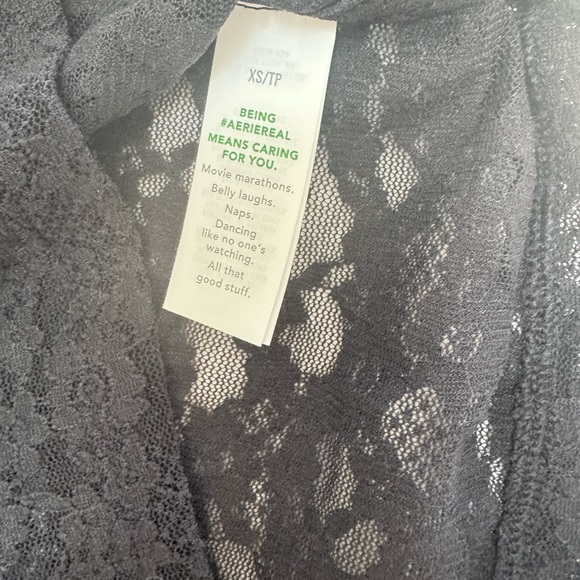 XS/TP
BEING
#AERIEREAL
MEANS CARING
FOR YOU.
Movie marathons.
Belly laughs.
Naps.
Dancing
like no one's
watching.
All that
good stuff.